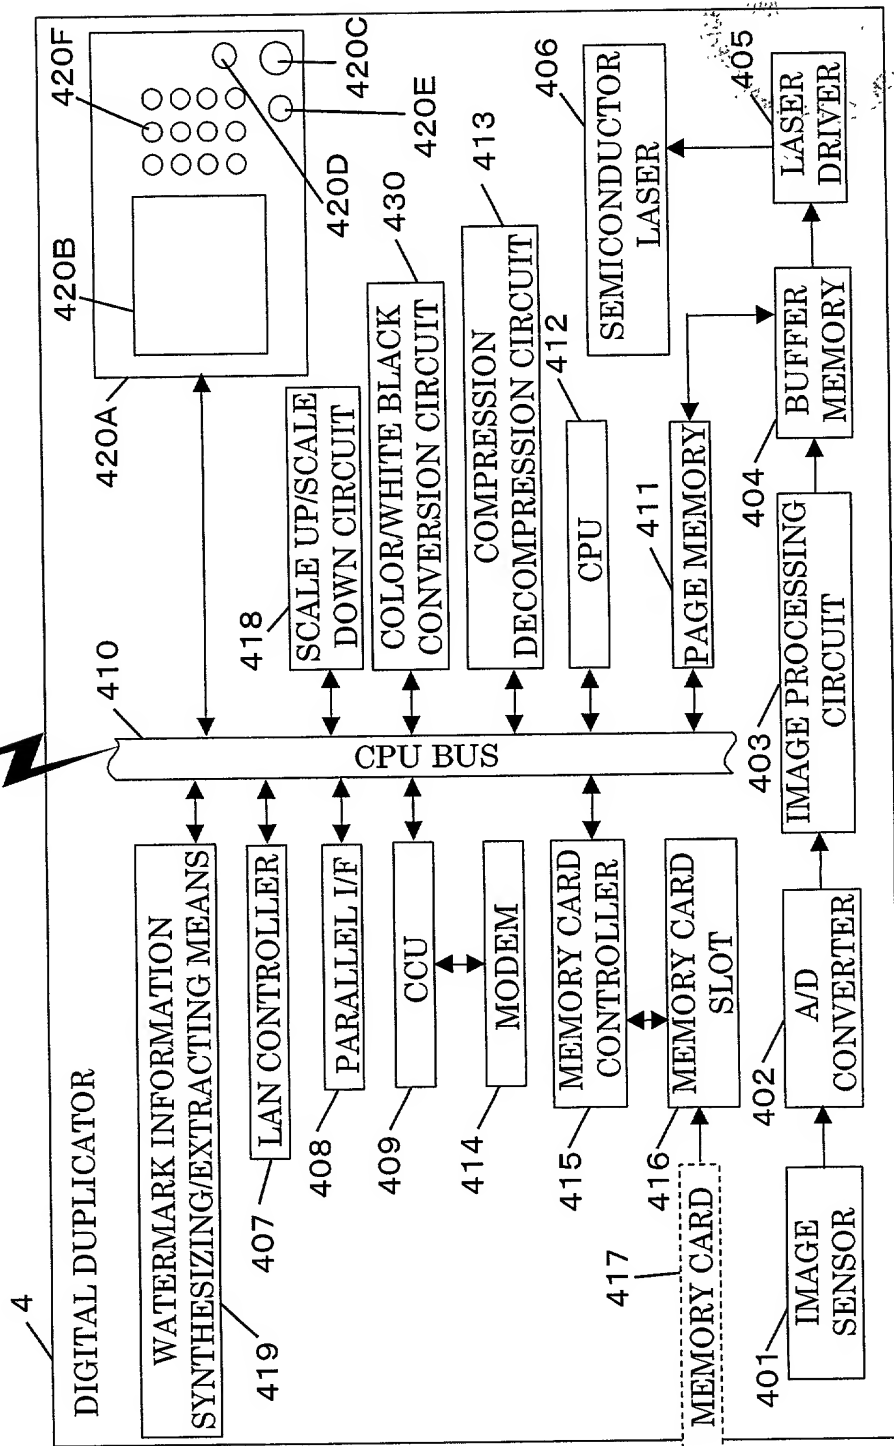 4
DIGITAL DUPLICATOR
WATERMARK INFORMATION
SYNTHESIZING/EXTRACTING MEANS
419
LAN CONTROLLER
407
PARALLEL I/F
408
CCU
409
MODEM
414
MEMORY CARD
CONTROLLER
415
MEMORY CARD
SLOT
416
MEMORY CARD
417
IMAGE
SENSOR
401
A/D
CONVERTER
402
IMAGE PROCESSING
CIRCUIT
403
BUFFER
MEMORY
404
LASER
DRIVER
405
SEMICONDUCTOR
LASER
406
CPU BUS
410
PAGE MEMORY
411
CPU
412
COMPRESSION
DECOMPRESSION CIRCUIT
413
COLOR/WHITE BLACK
CONVERSION CIRCUIT
430
SCALE UP/SCALE
DOWN CIRCUIT
418
420A
420B
420F
420D
420E
420C